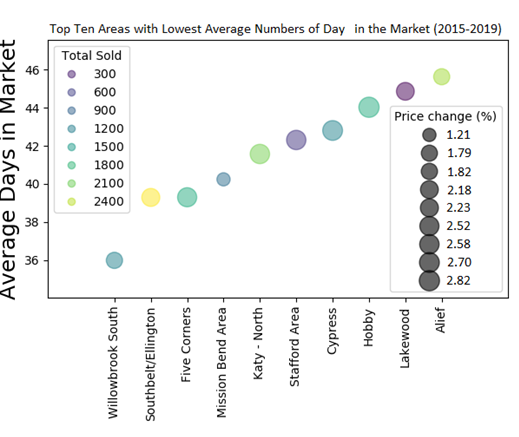 Top Ten Areas with Lowest Average Numbers of Day in the Market (2015-2019)
Average Days in Market
46
44
42
40
38
36
Total Sold
300
600
900
1200
1500
1800
2100
2400
Price change (%)
1.21
1.79
1.82
2.18
2.23
2.52
2.58
2.70
2.82
Willowbrook South
Southbelt/Ellington
Five Corners
Mission Bend Area
Katy - North
Stafford Area
Cypress
Hobby
Lakewood
Alief